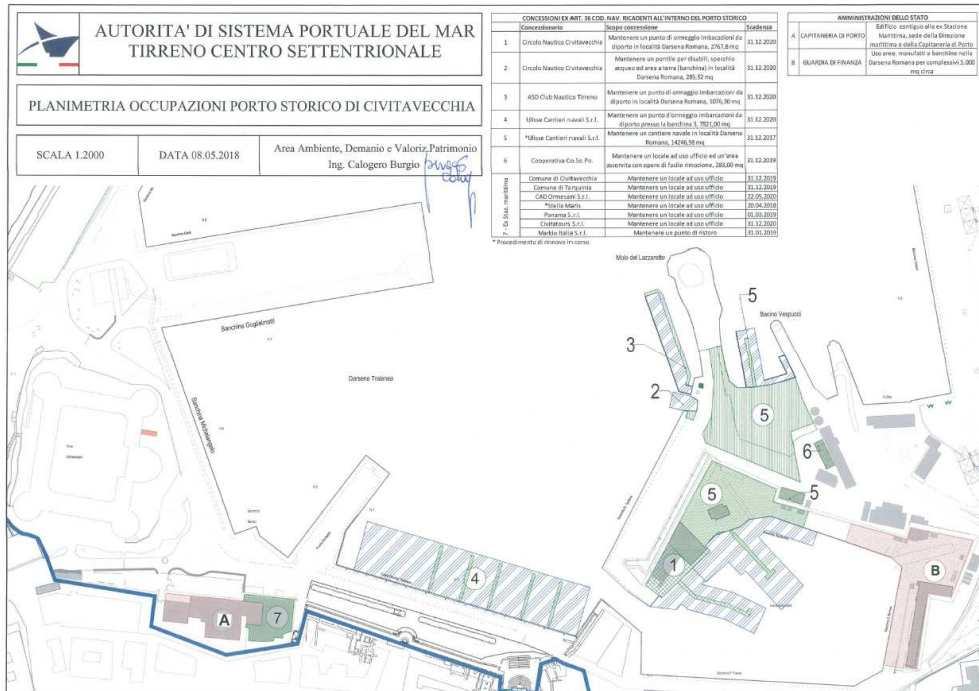 AUTORITA' DI SISTEMA PORTUALE DEL MAR
TIRRENO CENTRO SETTENTRIONALE
PLANIMETRIA OCCUPAZIONI PORTO STORICO DI CIVITAVECCHIA
SCALA 1.2000
DATA 08.05.2018
Area Ambiente, Demanio e Valoriz.Patrimonio
Ing. Calogero Burgio
CONCESSIONI EX ART. 36 COD. NAV. RICADENTI ALL'INTERNO DEL PORTO STORICO
Concessionario Scopo concessione Scadenza
1 Circolo Nautico Civitavecchia Mantenere un punto di ormeggio imbarcazioni da
diporto in località Darsena Romana, 2767,8 mq 31.12.2020
2 Circolo Nautico Civitavecchia Mantenere un pontile per disabili, specchio
acqueo ed area a terra (banchina) in località
Darsena Romana, 285,32 mq 31.12.2020
3 ASD Club Nautico Tirreno Mantenere un punto di ormeggio imbarcazioni da
diporto in località Darsena Romana, 1076,30 mq 31.12.2020
4 Ulisse Cantieri navali S.r.l. Mantenere un punto d'ormeggio imbarcazioni da
diporto presso la banchina 3, 7821,00 mq 31.12.2020
5 *Ulisse Cantieri navali S.r.l. Mantenere un cantiere navale in località Darsena
Romana, 14246,98 mq 31.12.2017
6 Cooperativa Co.Se.Po. Mantenere un locale ad uso ufficio ed un'area
asservita con opere di facile rimozione, 283,00 mq 31.12.2019
7 - Ex Staz. marittima
Comune di Civitavecchia Mantenere un locale ad uso ufficio 31.12.2019
Comune di Tarquinia Mantenere un locale ad uso ufficio 31.12.2019
CAD Ormesani S.r.l. Mantenere un locale ad uso ufficio 22.05.2020
*Stella Maris Mantenere un locale ad uso ufficio 20.04.2018
Panama S.r.l. Mantenere un locale ad uso ufficio 01.03.2019
Civitatours S.r.l. Mantenere un locale ad uso ufficio 31.12.2020
Marklo Italia S.r.l. Mantenere un punto di ristoro 31.01.2019
* Procedimento di rinnovo in corso
AMMINISTRAZIONI DELLO STATO
A CAPITANERIA DI PORTO Edificio contiguo alla ex Stazione
Marittima, sede della Direzione
marittima e della Capitaneria di Porto
B GUARDIA DI FINANZA Uso aree, manufatti e banchina nella
Darsena Romana per complessivi 5.000
mq circa
Molo del Lazzaretto
Bacino Vespucci
Banchina Guglielmotti
Darsena Traianea
Banchina Michelangelo
5
3
2
5
6
5
5
1
4
B
A
7